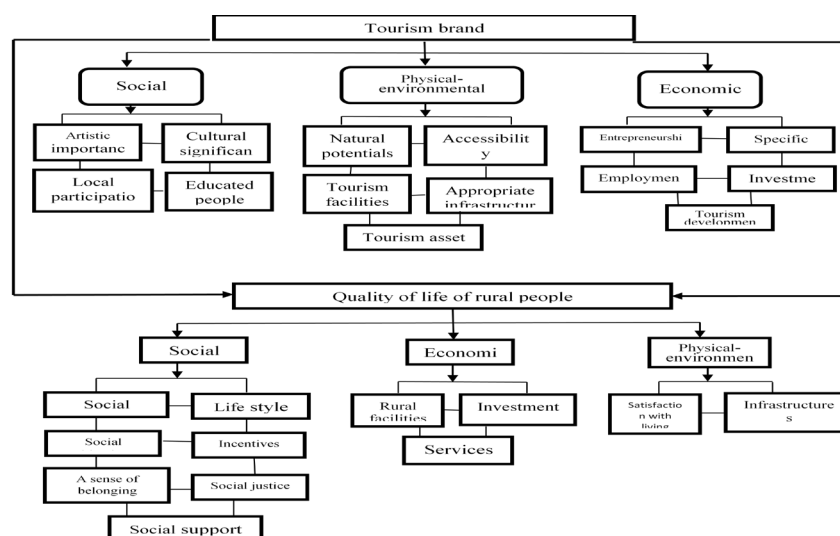 Tourism brand
Social
Physical-
environmental
Economic
Artistic
importanc
Cultural
significan
Natural
potentials
Accessibilit
y
Entrepreneurshi
Specific
Local
participatio
Educated
people
Tourism
facilities
Appropriate
infrastructur
Employmen
Investme
Tourism
developmen
Tourism asset
Quality of life of rural people
Social
Economi
Physical-
environmen
Social
Life style
Rural
facilities
Investment
Satisfactio
n with
living
Infrastructure
s
Social
Incentives
Services
A sense of
belonging
Social justice
Social support